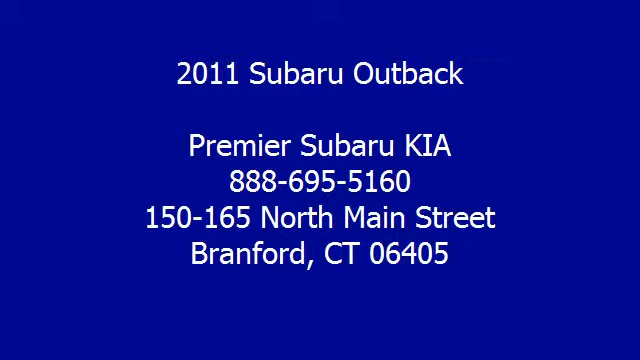 2011 Subaru Outback
Premier Subaru KIA
888-695-5160
150-165 North Main Street
Branford, CT 06405